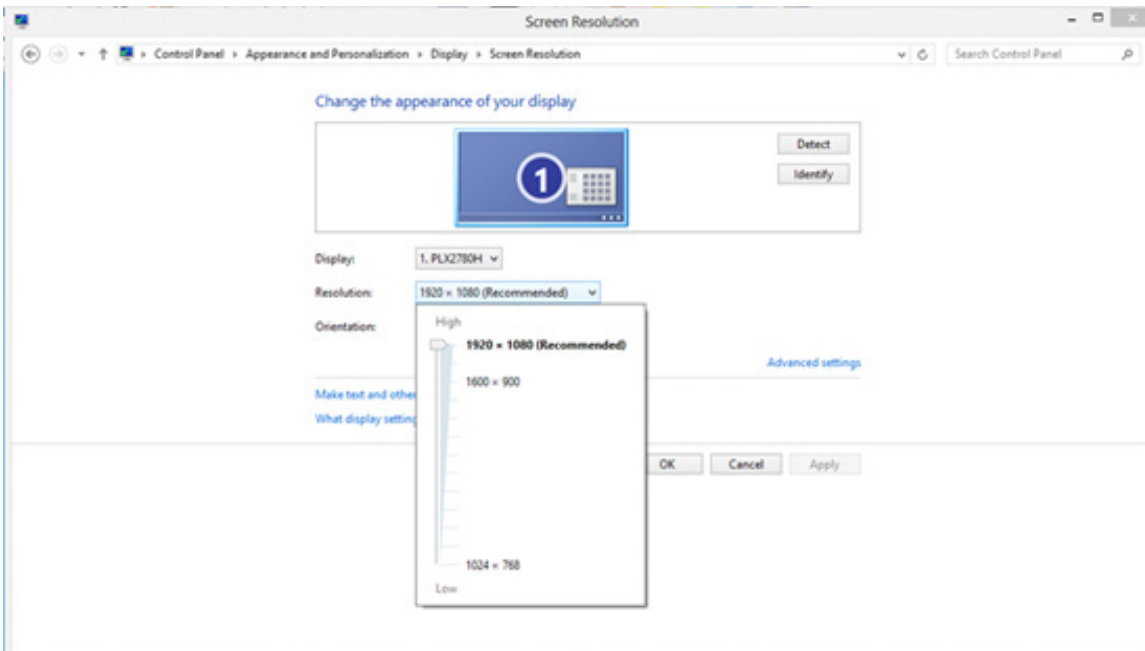 Screen Resolution
Control Panel Appearance and Personalization Display Screen Resolution
Search Control Panel
Change the appearance of your display
1
Detect
Identify
Display: 1. PLX2780H
Resolution: 1920 × 1080 (Recommended)
Orientation:
High
1920 × 1080 (Recommended)
1600 × 900
1024 × 768
Low
Advanced settings
Make text and other
What display setting
OK Cancel Apply